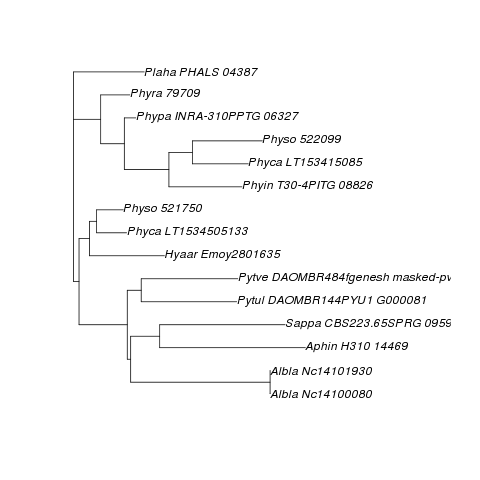 Plaha PHALS 04387
Phyra 79709
Phypa INRA-310PPTG 06327
Physo 522099
Phyca LT153415085
Phyin T30-4PITG 08826
Physo 521750
Phyca LT1534505133
Hyaar Emoy2801635
Pytve DAOMBR484fgenesh masked-pv
Pytul DAOMBR144PYU1 G000081
Sappa CBS223.65SPRG 0959
Aphin H310 14469
Albla Nc14101930
Albla Nc14100080